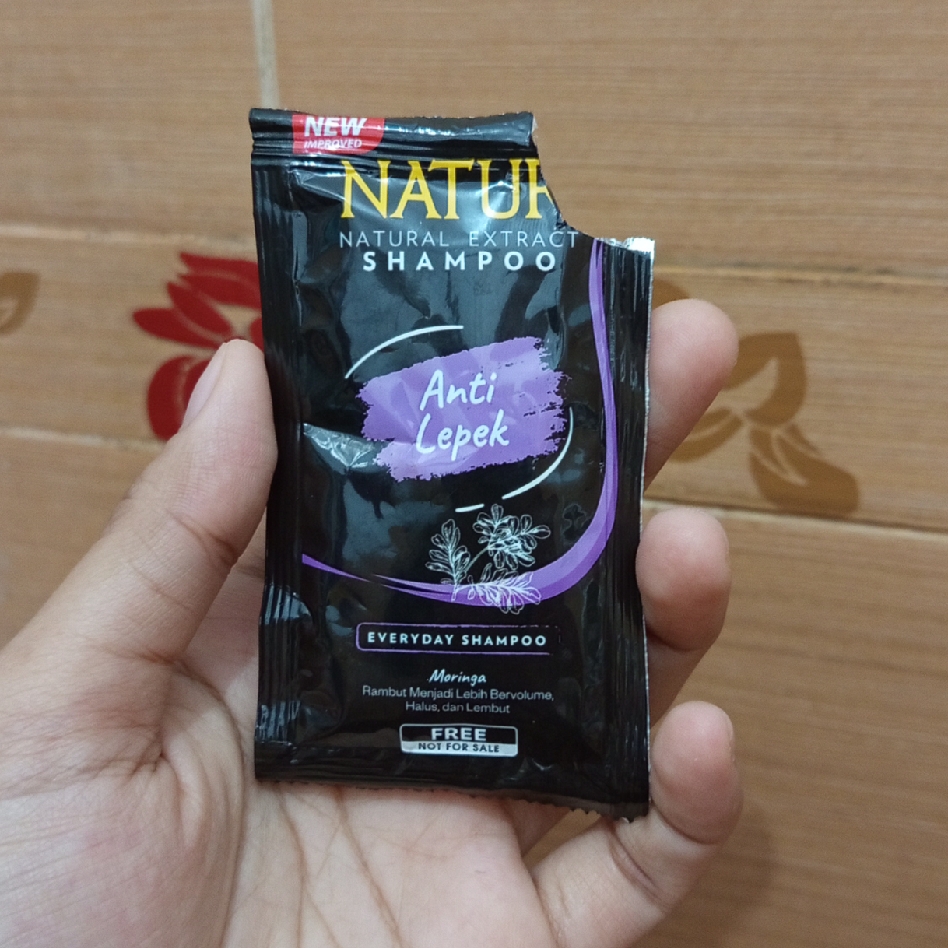 NEW
IMPROVED
NATUR
NATURAL EXTRACT
SHAMPOO
Anti
Lepek
EVERYDAY SHAMPOO
Moringa
Rambut Menjadi Lebih Bervolume,
Halus, dan Lembut
FREE
NOT FOR SALE